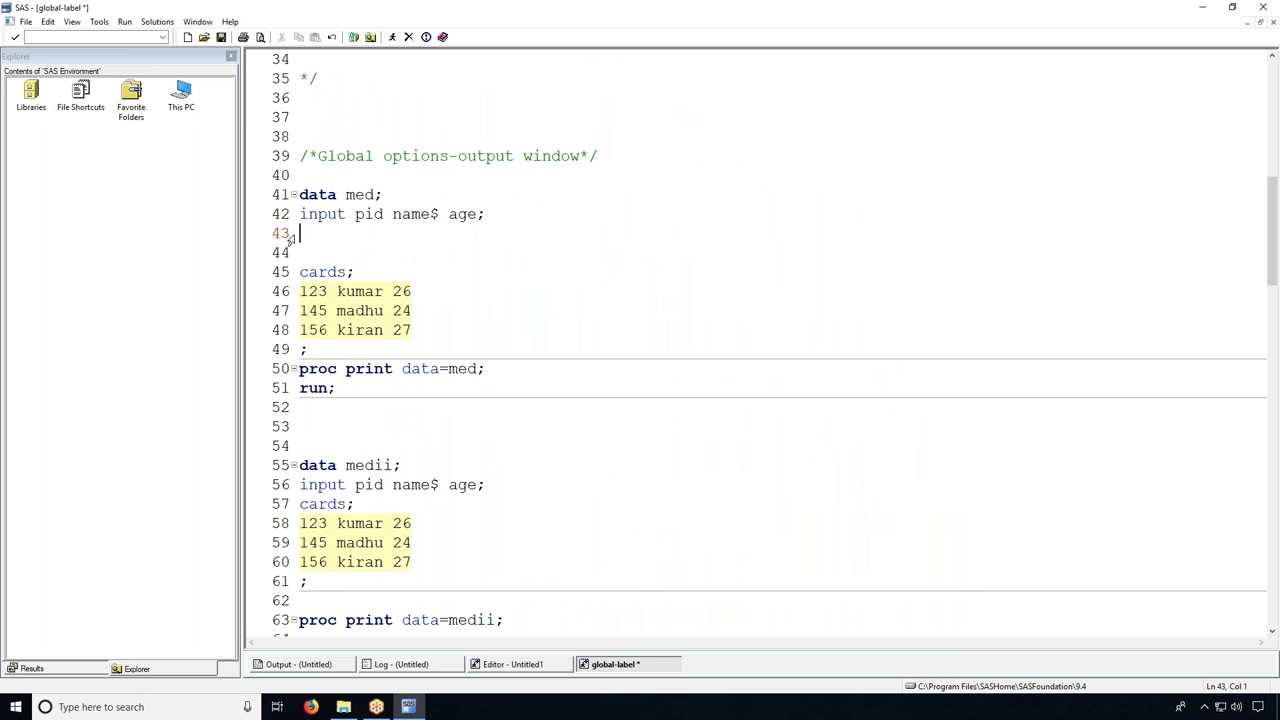 SAS - [global-label *]
File Edit View Tools Run Solutions Window Help
Explorer
Contents of 'SAS Environment'
Libraries File Shortcuts Favorite Folders This PC
34
35 */
36
37
38
39 /*Global options-output window*/
40
41 data med;
42 input pid name$ age;
43
44
45 cards;
46 123 kumar 26
47 145 madhu 24
48 156 kiran 27
49 ;
50 proc print data=med;
51 run;
52
53
54
55 data medii;
56 input pid name$ age;
57 cards;
58 123 kumar 26
59 145 madhu 24
60 156 kiran 27
61 ;
62
63 proc print data=medii;
Results Explorer
Output - (Untitled) Log - (Untitled) Editor - Untitled1 global-label *
C:\Program Files\SASHome\SASFoundation\9.4
Ln 43, Col 1
Type here to search